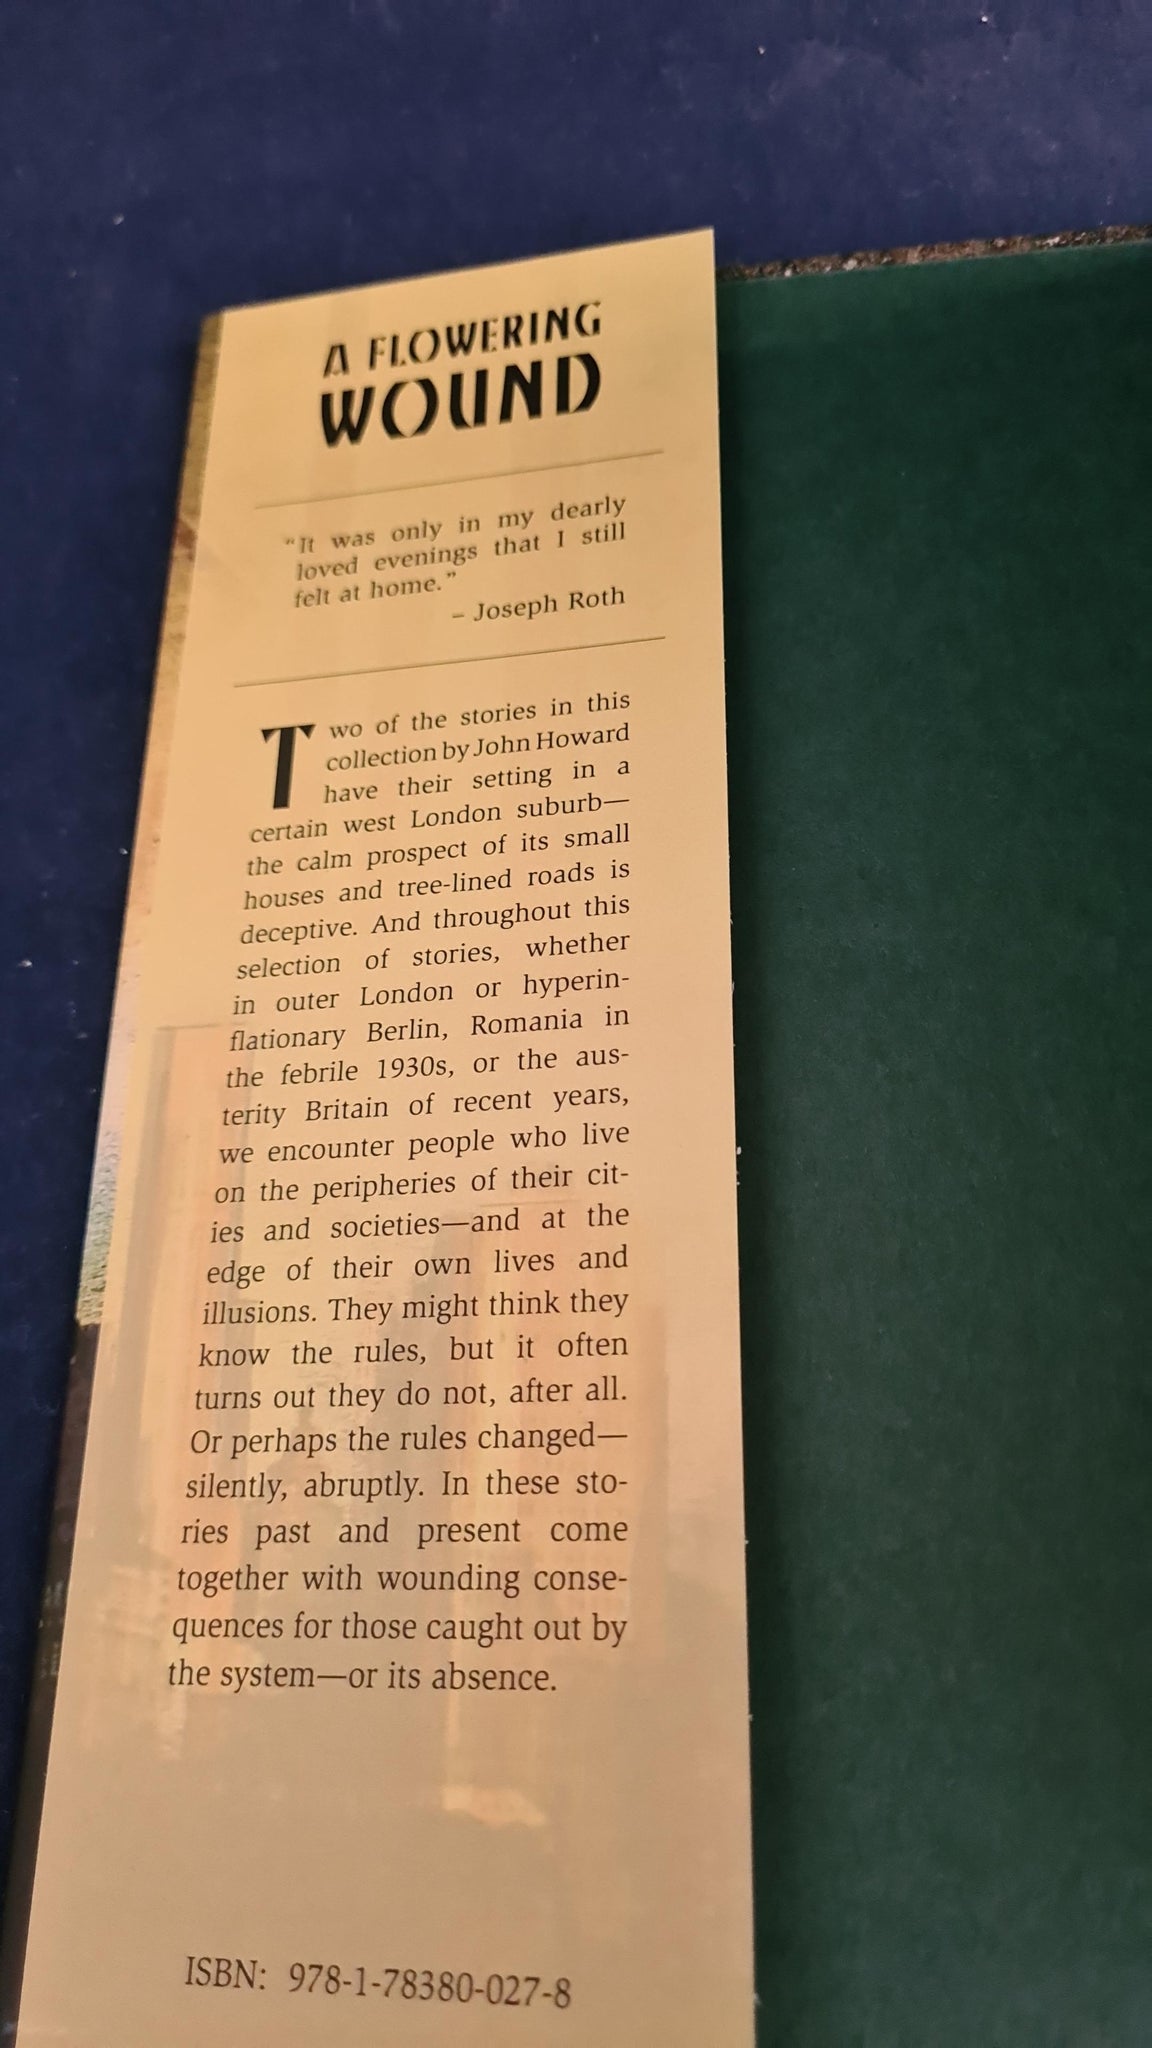 A FLOWERING
WOUND
“It was only in my dearly
loved evenings that I still
felt at home.”
– Joseph Roth
Two of the stories in this
collection by John Howard
have their setting in a
certain west London suburb—
the calm prospect of its small
houses and tree-lined roads is
deceptive. And throughout this
selection of stories, whether
in outer London or hyperin-
flationary Berlin, Romania in
the febrile 1930s, or the aus-
terity Britain of recent years,
we encounter people who live
on the peripheries of their cit-
ies and societies—and at the
edge of their own lives and
illusions. They might think they
know the rules, but it often
turns out they do not, after all.
Or perhaps the rules changed—
silently, abruptly. In these sto-
ries past and present come
together with wounding conse-
quences for those caught out by
the system—or its absence.
ISBN: 978-1-78380-027-8